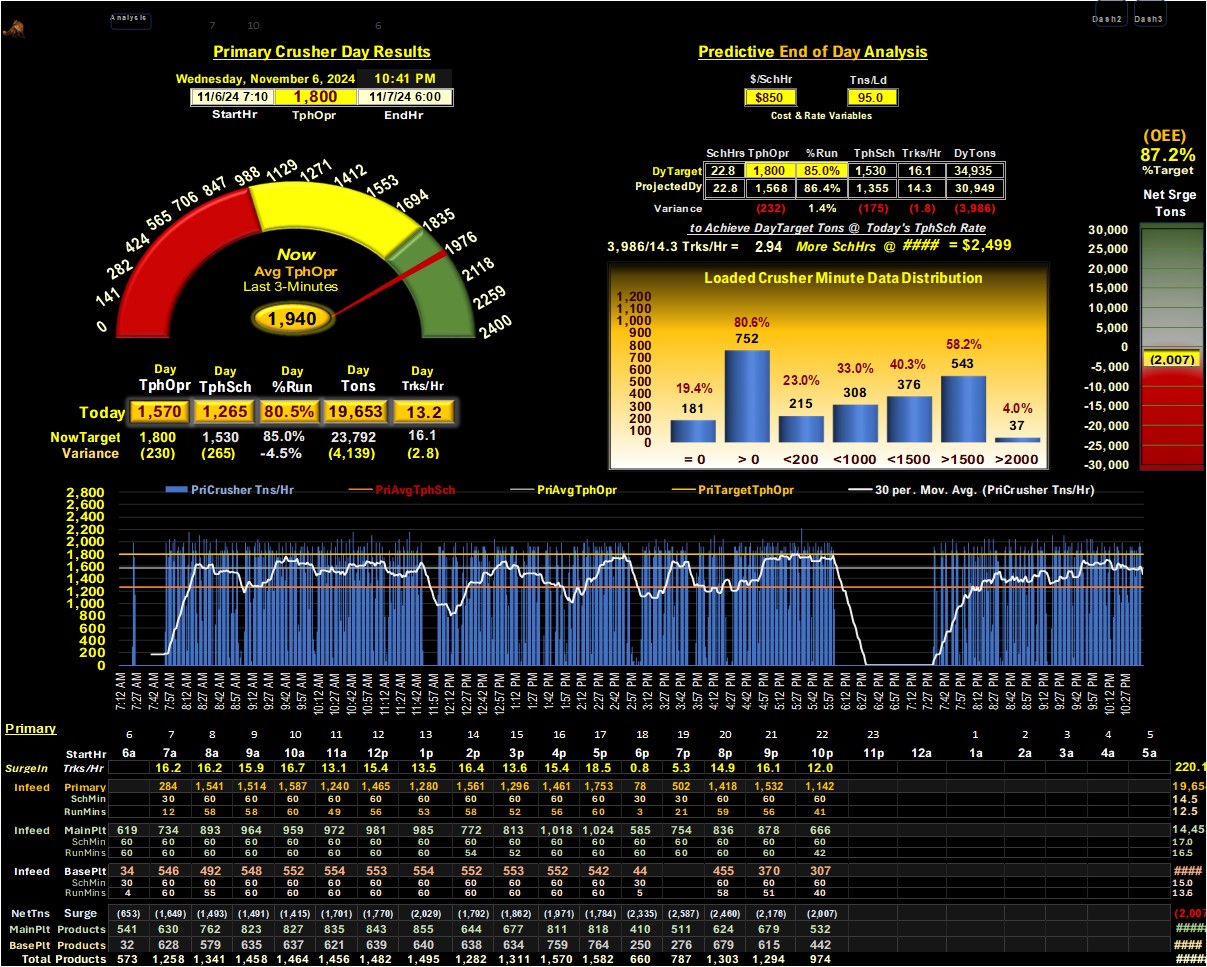 Analysis 7 10 6 Dash2 Dash3
Primary Crusher Day Results
Wednesday, November 6, 2024 10:41 PM
11/6/24 7:10 1,800 11/7/24 6:00
StartHr TphOpr EndHr
Predictive End of Day Analysis
$/SchHr Tns/Ld
$850 95.0
Cost & Rate Variables
SchHrs TphOpr %Run TphSch Trks/Hr DyTons
DyTarget 22.8 1,800 85.0% 1,530 16.1 34,935
ProjectedDy 22.8 1,568 86.4% 1,355 14.3 30,949
Variance (232) 1.4% (175) (1.8) (3,986)
to Achieve DayTarget Tons @ Today's TphSch Rate
3,986/14.3 Trks/Hr = 2.94 More SchHrs @ #### = $2,499
(OEE)
87.2%
%Target
Net Srge
Tons
30,000
25,000
20,000
15,000
10,000
5,000
0
(2,007)
-5,000
-10,000
-15,000
-20,000
-25,000
-30,000
0
141
282
424
565
706
847
988
1129
1271
1412
1553
1694
1835
1976
2118
2259
2400
Now
Avg TphOpr
Last 3-Minutes
1,940
Day Day Day Day Day
TphOpr TphSch %Run Tons Trks/Hr
Today 1,570 1,265 80.5% 19,653 13.2
NowTarget 1,800 1,530 85.0% 23,792 16.1
Variance (230) (265) -4.5% (4,139) (2.8)
Loaded Crusher Minute Data Distribution
1,200
1,100
1,000
900
800
700
600
500
400
300
200
100
0
19.4% 80.6% 23.0% 33.0% 40.3% 58.2% 4.0%
181 752 215 308 376 543 37
= 0 > 0 <200 <1000 <1500 >1500 >2000
PriCrusher Tns/Hr PriAvgTphSch PriAvgTphOpr PriTargetTphOpr 30 per. Mov. Avg. (PriCrusher Tns/Hr)
2,800
2,600
2,400
2,200
2,000
1,800
1,600
1,400
1,200
1,000
800
600
400
200
0
7:12 AM 7:27 AM 7:42 AM 7:57 AM 8:12 AM 8:27 AM 8:42 AM 8:57 AM 9:12 AM 9:27 AM 9:42 AM 9:57 AM 10:12 AM 10:27 AM 10:42 AM 10:57 AM 11:12 AM 11:27 AM 11:42 AM 11:57 AM 12:12 PM 12:27 PM 12:42 PM 12:57 PM 1:12 PM 1:27 PM 1:42 PM 1:57 PM 2:12 PM 2:27 PM 2:42 PM 2:57 PM 3:12 PM 3:27 PM 3:42 PM 3:57 PM 4:12 PM 4:27 PM 4:42 PM 4:57 PM 5:12 PM 5:27 PM 5:42 PM 5:57 PM 6:12 PM 6:27 PM 6:42 PM 6:57 PM 7:12 PM 7:27 PM 7:42 PM 7:57 PM 8:12 PM 8:27 PM 8:42 PM 8:57 PM 9:12 PM 9:27 PM 9:42 PM 9:57 PM 10:12 PM 10:27 PM
Primary
6 7 8 9 10 11 12 13 14 15 16 17 18 19 20 21 22 23 1 2 3 4 5
StartHr 6a 7a 8a 9a 10a 11a 12p 1p 2p 3p 4p 5p 6p 7p 8p 9p 10p 11p 12a 1a 2a 3a 4a 5a
SurgeIn Trks/Hr 16.2 16.2 15.9 16.7 13.1 15.4 13.5 16.4 13.6 15.4 18.5 0.8 5.3 14.9 16.1 12.0 220.1
Infeed Primary 284 1,541 1,514 1,587 1,240 1,465 1,280 1,561 1,296 1,461 1,753 78 502 1,418 1,532 1,142 19,65
SchMin 30 60 60 60 60 60 60 60 60 60 60 30 30 60 60 60 14.5
RunMins 12 58 58 60 49 56 53 58 52 56 60 3 21 59 56 41 12.5
Infeed MainPlt 619 734 893 964 959 972 981 985 772 813 1,018 1,024 585 754 836 878 666 14,45
SchMin 60 60 60 60 60 60 60 60 60 60 60 60 60 60 60 60 60 17.0
RunMins 60 60 60 60 60 60 60 60 54 52 60 60 60 60 60 60 42 16.5
Infeed BasePlt 34 546 492 548 552 554 553 554 552 553 552 542 44 455 370 307 ####
SchMin 30 60 60 60 60 60 60 60 60 60 60 60 30 60 60 60 15.0
RunMins 4 60 55 60 60 60 60 60 60 60 60 60 5 58 51 40 13.6
NetTns Surge (653) (1,649) (1,493) (1,491) (1,415) (1,701) (1,770) (2,029) (1,792) (1,862) (1,971) (1,784) (2,335) (2,587) (2,460) (2,176) (2,007) (2,007
MainPlt Products 541 630 762 823 827 835 843 855 644 677 811 818 410 511 624 679 532 ####
BasePlt Products 32 628 579 635 637 621 639 640 638 634 759 764 250 276 679 615 442 ####
Total Products 573 1,258 1,341 1,458 1,464 1,456 1,482 1,495 1,282 1,311 1,570 1,582 660 787 1,303 1,294 974 ####